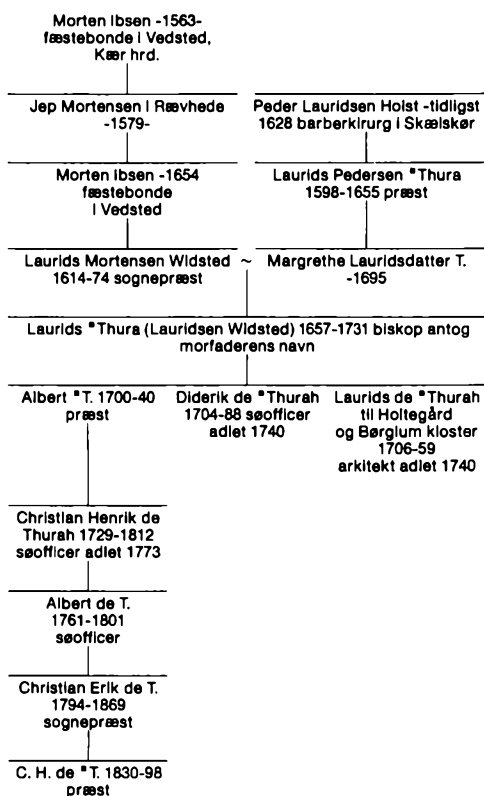 Morten Ibsen -1563-
fæstebonde i Vedsted,
Kær hrd.
Jep Mortensen i Rævhede
-1579-
Peder Lauridsen Holst -tidligst
1628 barberkirurg i Skælskør
Morten Ibsen -1654
fæstebonde
i Vedsted
Laurids Pedersen *Thura
1598-1655 præst
Laurids Mortensen Widsted ~ Margrethe Lauridsdatter T.
1614-74 sognepræst
-1695
Laurids *Thura (Lauridsen Widsted) 1657-1731 biskop antog
morfaderens navn
Albert *T. 1700-40
præst
Diderik de *Thurah
1704-88 søofficer
adlet 1740
Laurids de *Thurah
til Holtegård
og Børglum kloster
1706-59
arkitekt adlet 1740
Christian Henrik de
Thurah 1729-1812
søofficer adlet 1773
Albert de T.
1761-1801
søofficer
Christian Erik de T.
1794-1869
sognepræst
C. H. de *T. 1830-98
præst